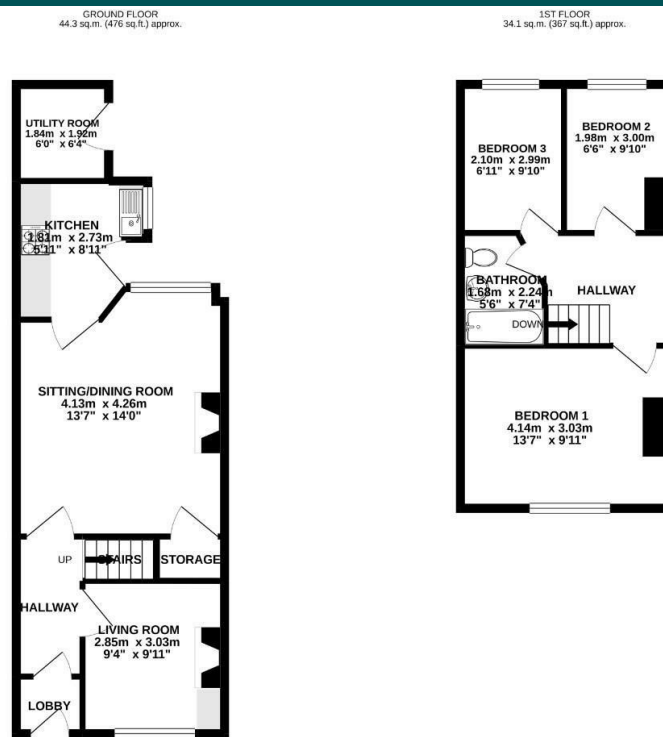 GROUND FLOOR
44.3 sq.m. (476 sq.ft.) approx.
UTILITY ROOM
1.84m x 1.92m
6'0" x 6'4"
KITCHEN
1.81m x 2.73m
5'11" x 8'11"
SITTING/DINING ROOM
4.13m x 4.26m
13'7" x 14'0"
UP
STAIRS
STORAGE
HALLWAY
LIVING ROOM
2.85m x 3.03m
9'4" x 9'11"
LOBBY
1ST FLOOR
34.1 sq.m. (367 sq.ft.) approx.
BEDROOM 2
1.98m x 3.00m
6'6" x 9'10"
BEDROOM 3
2.10m x 2.99m
6'11" x 9'10"
BATHROOM
1.68m x 2.24m
5'6" x 7'4"
HALLWAY
DOWN
BEDROOM 1
4.14m x 3.03m
13'7" x 9'11"